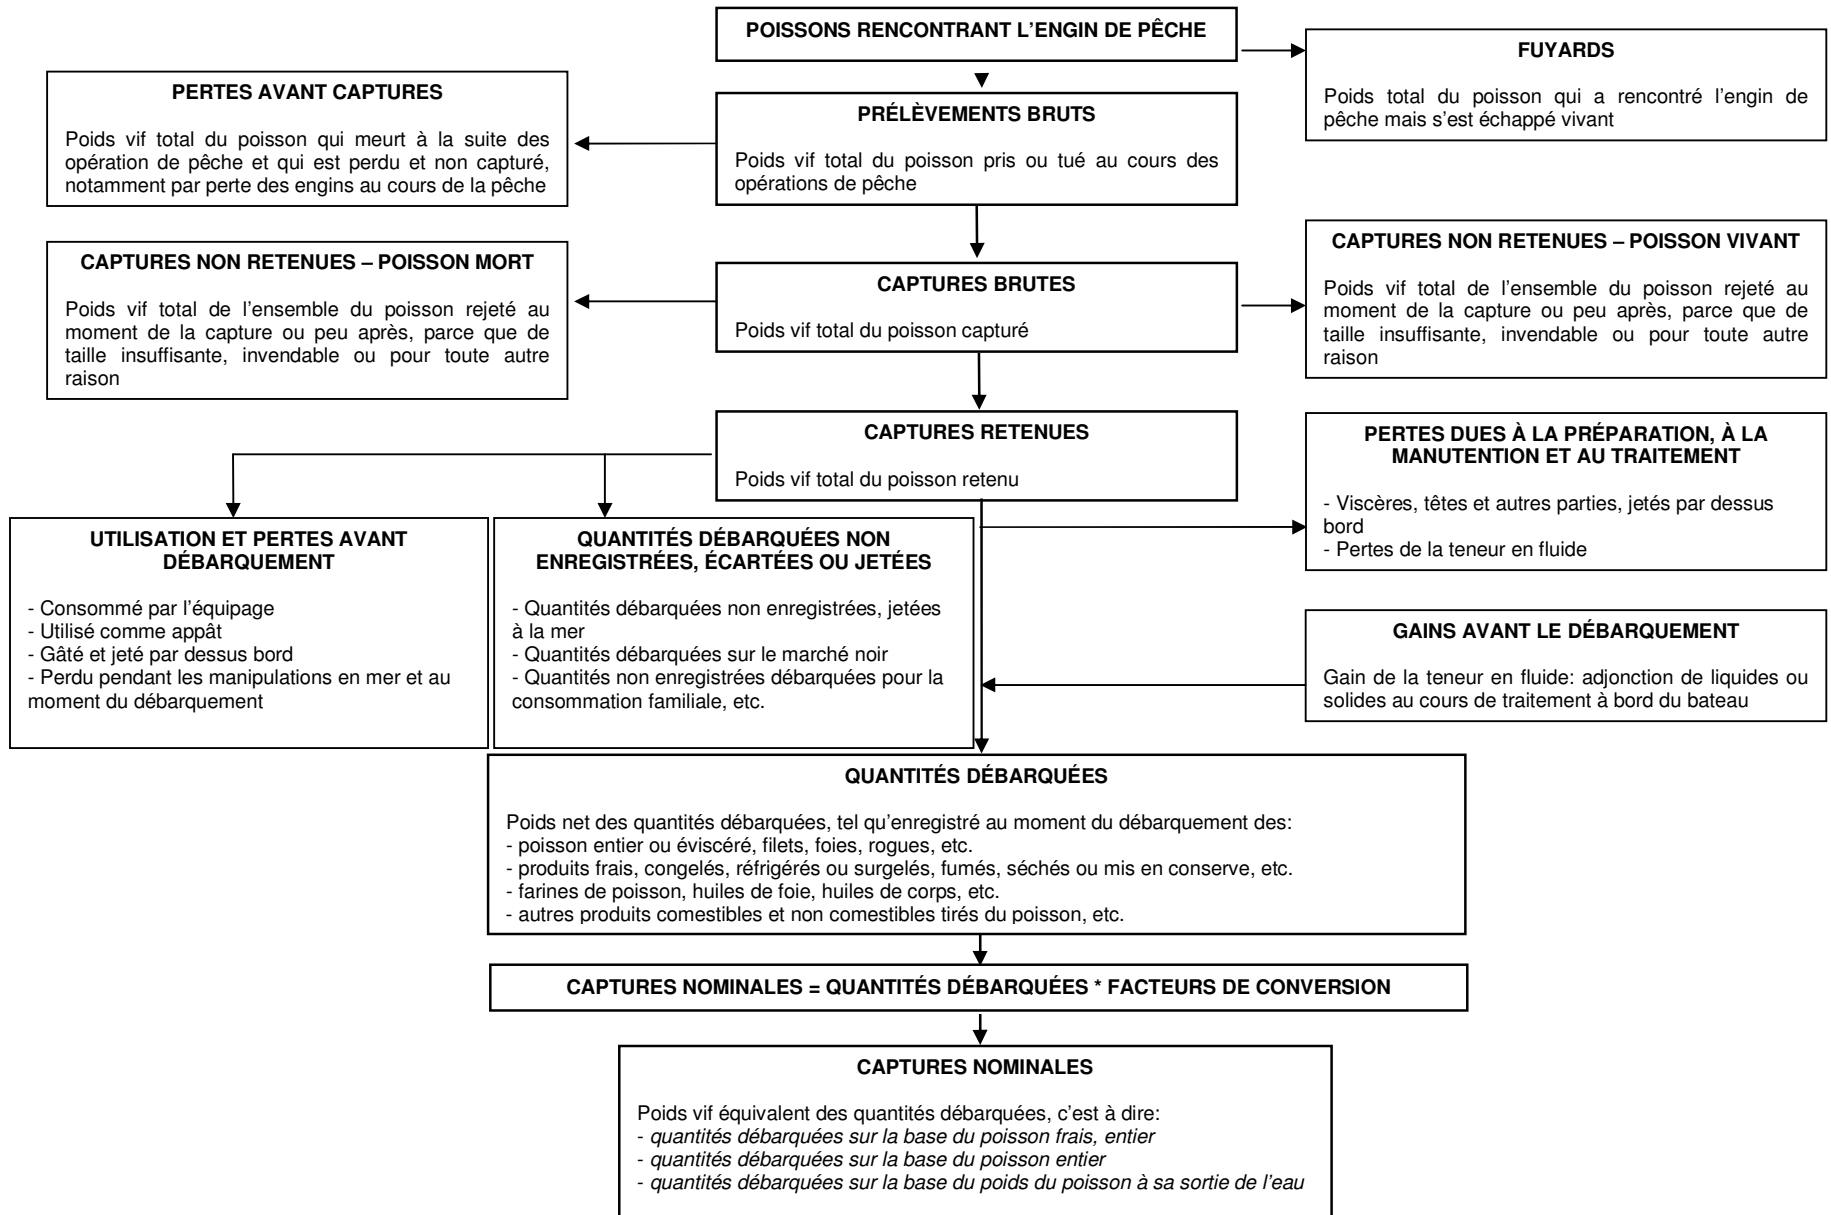 POISSONS RENCONTRANT L'ENGIN DE PÊCHE
FUYARDS
Poids total du poisson qui a rencontré l'engin de
pêche mais s'est échappé vivant
PERTES AVANT CAPTURES
Poids vif total du poisson qui meurt à la suite des
opération de pêche et qui est perdu et non capturé,
notamment par perte des engins au cours de la pêche
PRÉLÈVEMENTS BRUTS
Poids vif total du poisson pris ou tué au cours des
opérations de pêche
CAPTURES NON RETENUES – POISSON MORT
Poids vif total de l'ensemble du poisson rejeté au
moment de la capture ou peu après, parce que de
taille insuffisante, invendable ou pour toute autre
raison
CAPTURES BRUTES
Poids vif total du poisson capturé
CAPTURES NON RETENUES – POISSON VIVANT
Poids vif total de l'ensemble du poisson rejeté au
moment de la capture ou peu après, parce que de
taille insuffisante, invendable ou pour toute autre
raison
CAPTURES RETENUES
Poids vif total du poisson retenu
PERTES DUES À LA PRÉPARATION, À LA
MANUTENTION ET AU TRAITEMENT
- Viscères, têtes et autres parties, jetés par dessus
bord
- Pertes de la teneur en fluide
UTILISATION ET PERTES AVANT
DÉBARQUEMENT
- Consommé par l'équipage
- Utilisé comme appât
- Gâté et jeté par dessus bord
- Perdu pendant les manipulations en mer et au
moment du débarquement
QUANTITÉS DÉBARQUÉES NON
ENREGISTRÉES, ÉCARTÉES OU JETÉES
- Quantités débarquées non enregistrées, jetées
à la mer
- Quantités débarquées sur le marché noir
- Quantités non enregistrées débarquées pour la
consommation familiale, etc.
GAINS AVANT LE DÉBARQUEMENT
Gain de la teneur en fluide: adjonction de liquides ou
solides au cours de traitement à bord du bateau
QUANTITÉS DÉBARQUÉES
Poids net des quantités débarquées, tel qu'enregistré au moment du débarquement des:
- poisson entier ou éviscéré, filets, foies, rogues, etc.
- produits frais, congelés, réfrigérés ou surgelés, fumés, séchés ou mis en conserve, etc.
- farines de poisson, huiles de foie, huiles de corps, etc.
- autres produits comestibles et non comestibles tirés du poisson, etc.
CAPTURES NOMINALES = QUANTITÉS DÉBARQUÉES * FACTEURS DE CONVERSION
CAPTURES NOMINALES
Poids vif équivalent des quantités débarquées, c'est à dire:
- quantités débarquées sur la base du poisson frais, entier
- quantités débarquées sur la base du poisson entier
- quantités débarquées sur la base du poids du poisson à sa sortie de l'eau